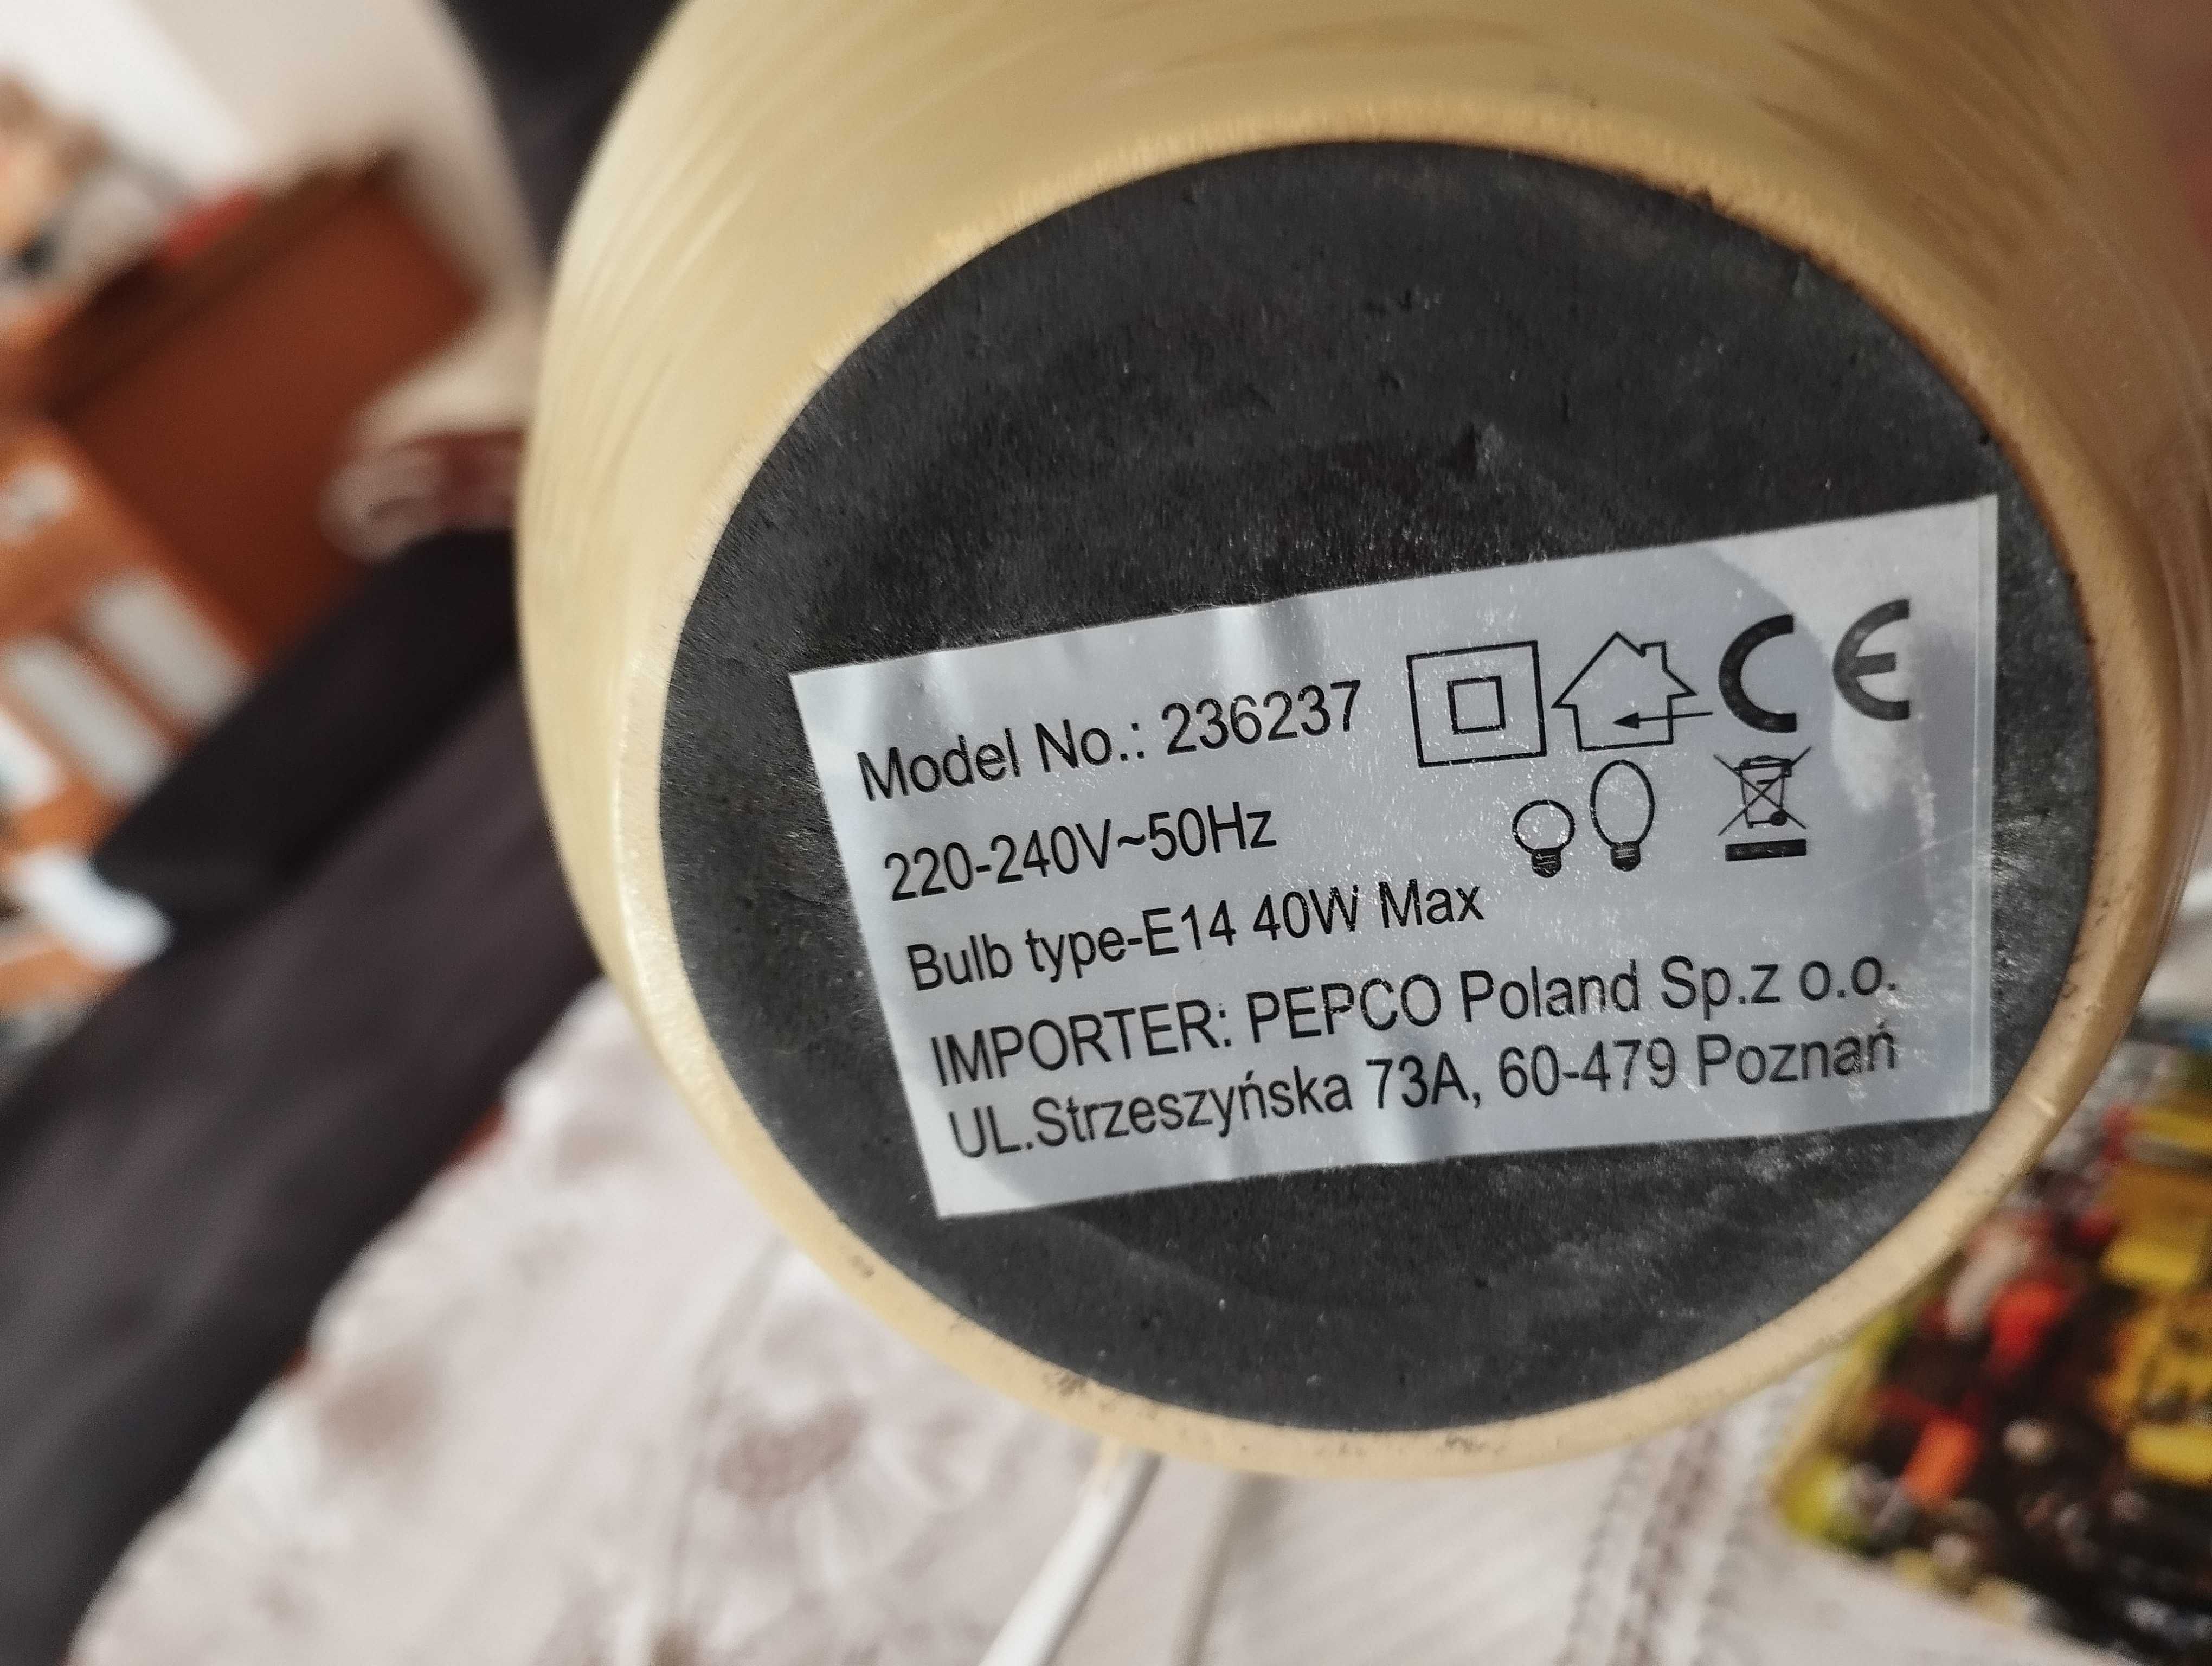 Model No.: 236237 CE
220-240V~50Hz
Bulb type-E14 40W Max
IMPORTER: PEPCO Poland Sp.z o.o.
UL.Strzeszyńska 73A, 60-479 Poznań